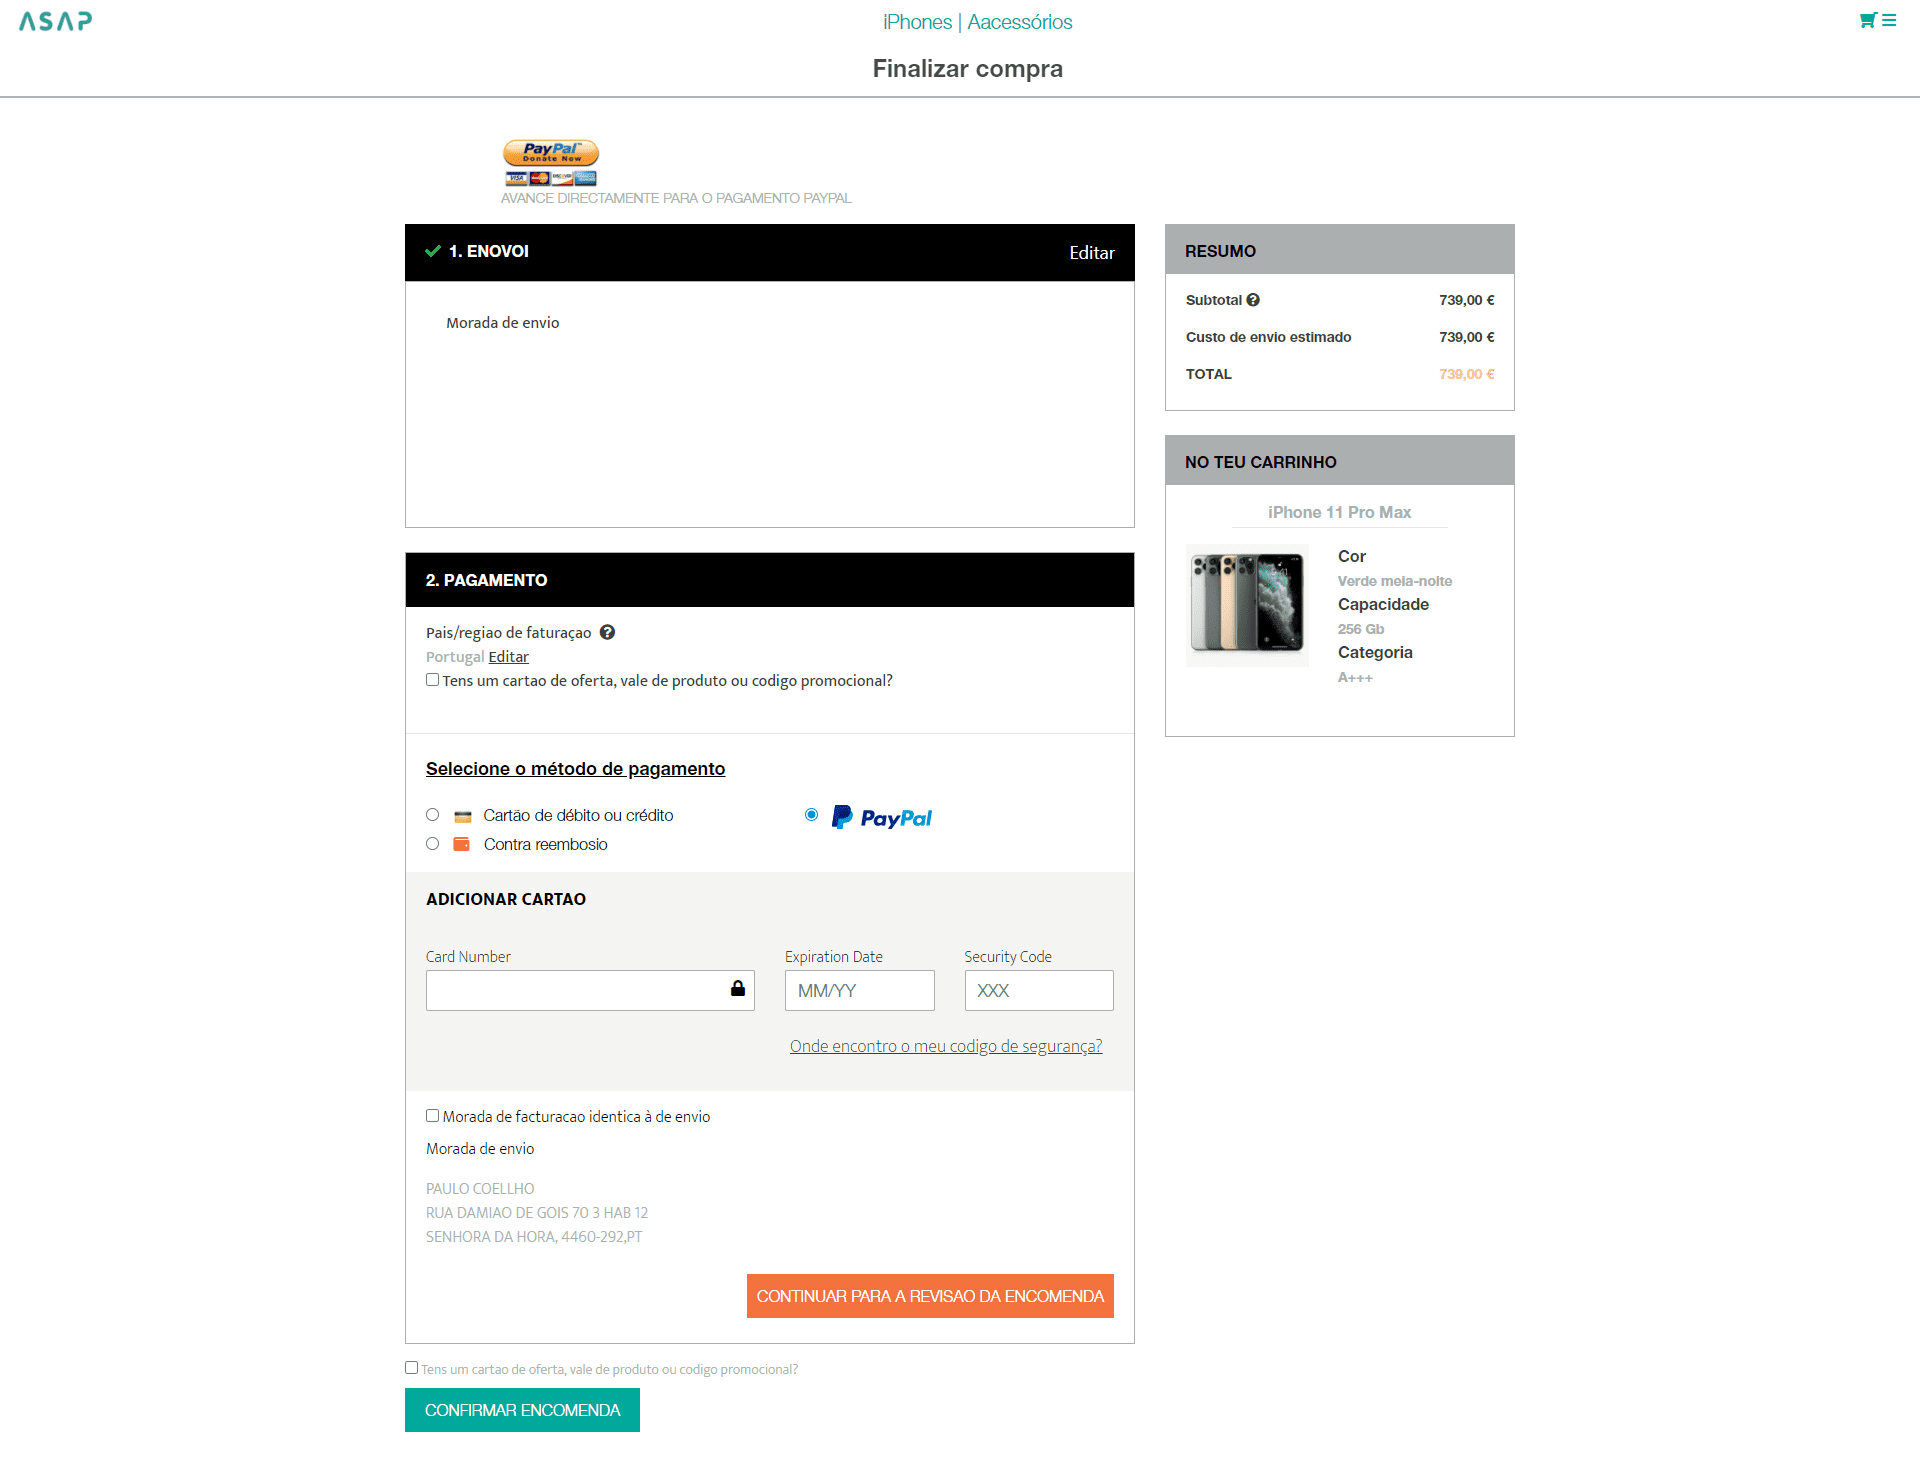 ASAP
iPhones | Aacessórios
Finalizar compra
PayPal™
Donate Now
VISA
DISCOVER
AVANCE DIRECTAMENTE PARA O PAGAMENTO PAYPAL
1. ENOVOI
Editar
Morada de envio
2. PAGAMENTO
Pais/regiao de faturaçao
Portugal Editar
Tens um cartao de oferta, vale de produto ou codigo promocional?
Selecione o método de pagamento
Cartão de débito ou crédito
PayPal
Contra reembosio
ADICIONAR CARTAO
Card Number
Expiration Date
Security Code
MM/YY
XXX
Onde encontro o meu codigo de segurança?
Morada de facturacao identica à de envio
Morada de envio
PAULO COELLHO
RUA DAMIAO DE GOIS 70 3 HAB 12
SENHORA DA HORA, 4460-292,PT
CONTINUAR PARA A REVISAO DA ENCOMENDA
Tens um cartao de oferta, vale de produto ou codigo promocional?
CONFIRMAR ENCOMENDA
RESUMO
Subtotal 739,00 €
Custo de envio estimado 739,00 €
TOTAL 739,00 €
NO TEU CARRINHO
iPhone 11 Pro Max
Cor
Verde meia-noite
Capacidade
256 Gb
Categoria
A+++